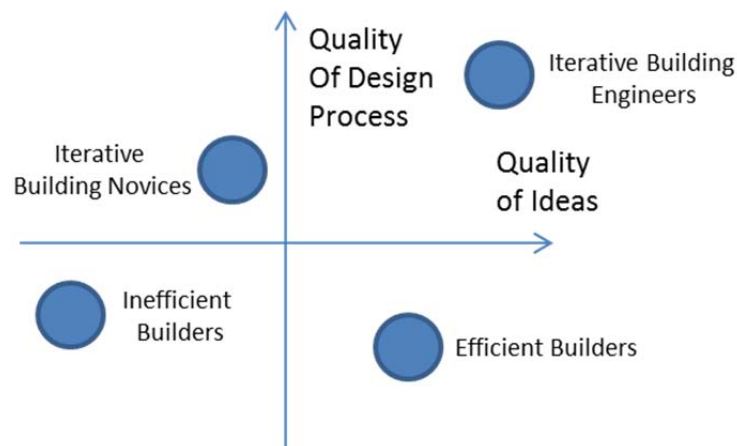 Quality
Of Design
Process
Iterative Building
Engineers
Iterative
Building Novices
Quality
of Ideas
Inefficient
Builders
Efficient Builders